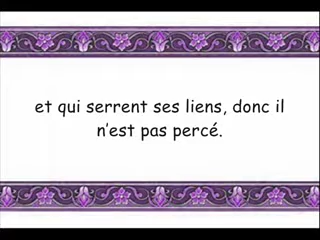 et qui serrent ses liens, donc il
n’est pas percé.